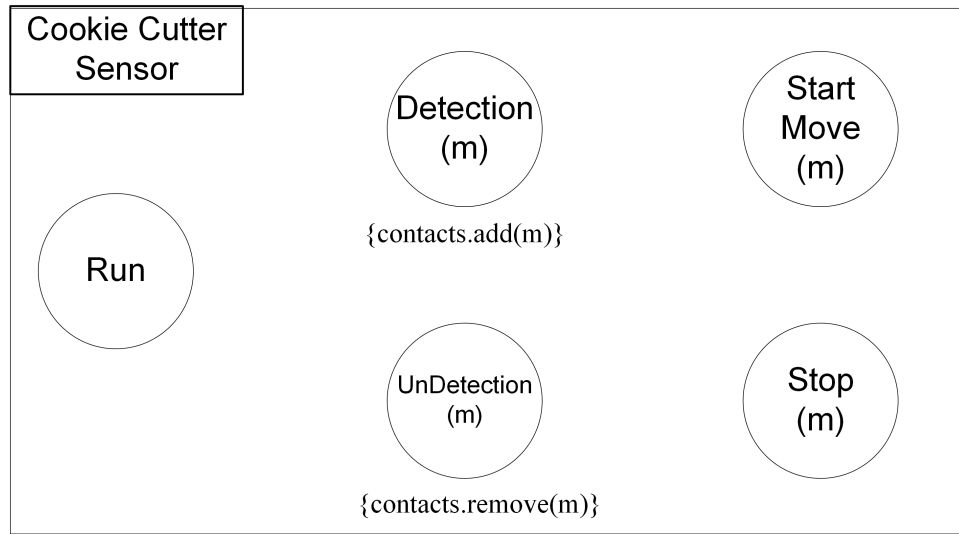 Cookie Cutter
Sensor
Detection
(m)
{contacts.add(m)}
Start
Move
(m)
Run
UnDetection
(m)
{contacts.remove(m)}
Stop
(m)